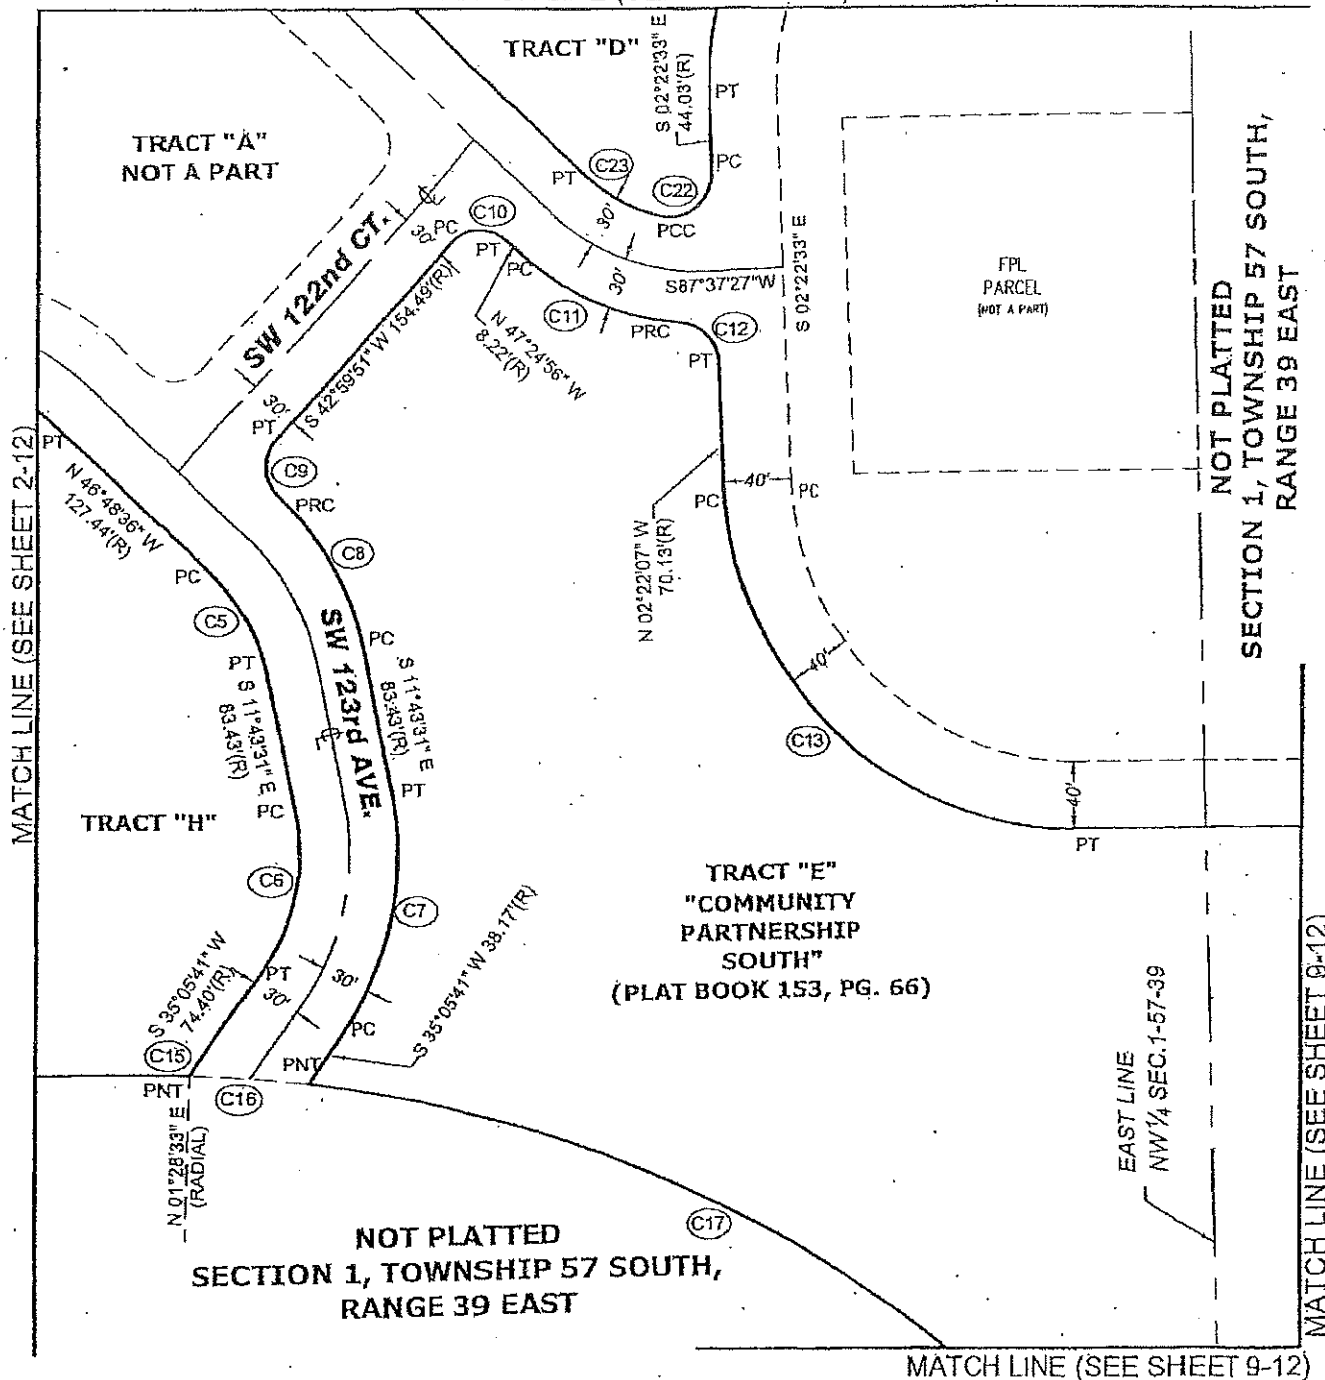 TRACT "D"
S 02°22'33" E
44.03'(R)
PT
PC
TRACT "A"
NOT A PART
C23
PT
C22
PCC
30'
C10
PC
PT
PC
30'
SW 122nd CT.
30'
S87°37'27"W
S 02°22'33" E
FPL
PARCEL
(NOT A PART)
NOT PLATTED
SECTION 1, TOWNSHIP 57 SOUTH,
RANGE 39 EAST
C11
PRC
C12
PT
N 47°24'56" W
8.22'(R)
S 42°59'51" W 154.49'(R)
30'
PT
C9
PRC
PT
N 46°48'36" W
127.44'(R)
MATCH LINE (SEE SHEET 2-12)
PC
40'
PC
N 02°22'07" W
70.13'(R)
C8
PC
C5
PT
SW 123rd AVE.
PC
S 11°43'31" E
83.43'(R)
S 11°43'31" E
83.43'(R)
40'
C13
PC
PT
40'
PT
TRACT "H"
C6
C7
TRACT "E"
"COMMUNITY
PARTNERSHIP
SOUTH"
(PLAT BOOK 153, PG. 66)
S 35°05'41" W
74.40'(R)
PT
30'
30'
PC
S 35°05'41" W 38.17'(R)
C15
PNT
C16
PNT
N 01°28'33" E
(RADIAL)
EAST LINE
NW¼ SEC.1-57-39
MATCH LINE (SEE SHEET 9-12)
C17
NOT PLATTED
SECTION 1, TOWNSHIP 57 SOUTH,
RANGE 39 EAST
MATCH LINE (SEE SHEET 9-12)